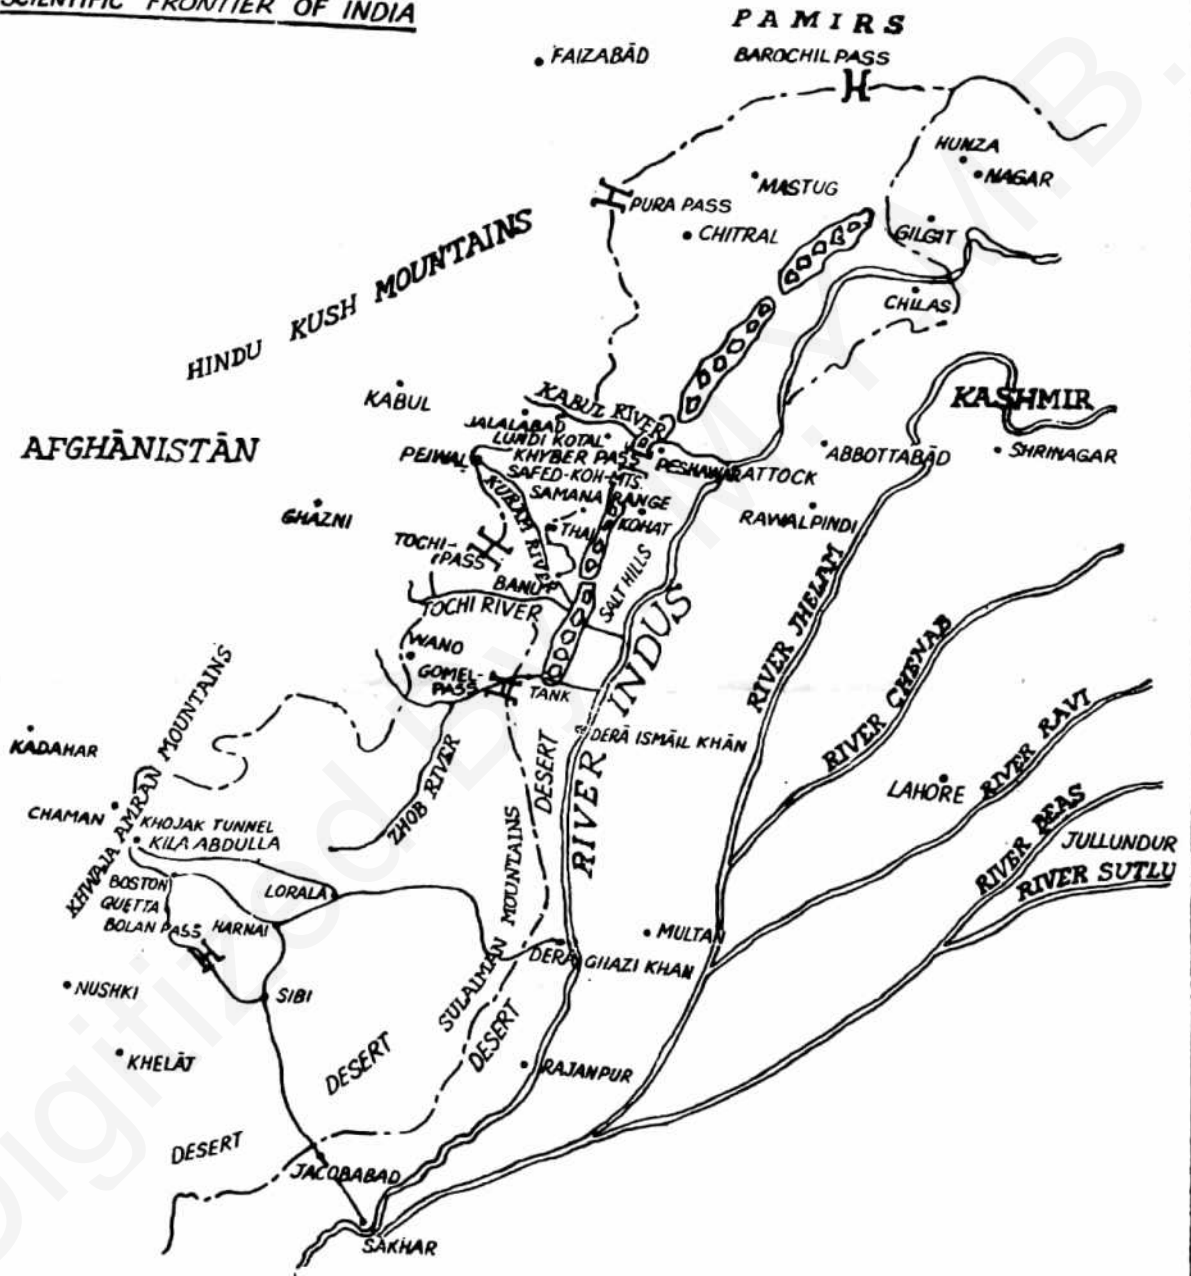 SCIENTIFIC FRONTIER OF INDIA
PAMIRS
FAIZABĀD
BAROCHIL PASS
HUNZA
NAGAR
MASTUG
PURA PASS
CHITRAL
GILGIT
CHILAS
HINDU KUSH MOUNTAINS
KABUL
KABUL RIVER
KASHMIR
JALALABAD
LUNDI KOTAL
AFGHĀNISTĀN
PEIWAL
KHYBER PASS
PESHAWAR
ATTOCK
ABBOTTABĀD
SHRINAGAR
SAFED-KOH-MTS.
SAMANA RANGE
KURAM RIVER
GHAZNI
THAL
KOHAT
RAWALPINDI
TOCHI-
PASS
BANU
SALT HILLS
TOCHI RIVER
WANO
GOMEL-
PASS
TANK
RIVER INDUS
RIVER JHELAM
RIVER CHENAB
RIVER RAVI
KADAHAR
KHWAJA AMRAN MOUNTAINS
DERĀ ISMĀIL KHĀN
DESERT
ZHOB RIVER
LAHORE
RIVER BEAS
CHAMAN
KHOJAK TUNNEL
KILA ABDULLA
JULLUNDUR
RIVER SUTLU
BOSTON
LORALA
QUETTA
BOLAN PASS
HARNAI
SULAIMAN MOUNTAINS
MULTAN
DERA GHAZI KHAN
NUSHKI
SIBI
DESERT
KHELĀT
DESERT
RAJANPUR
DESERT
JACOBABAD
SAKHAR
Digitized by M. Y. M. B.